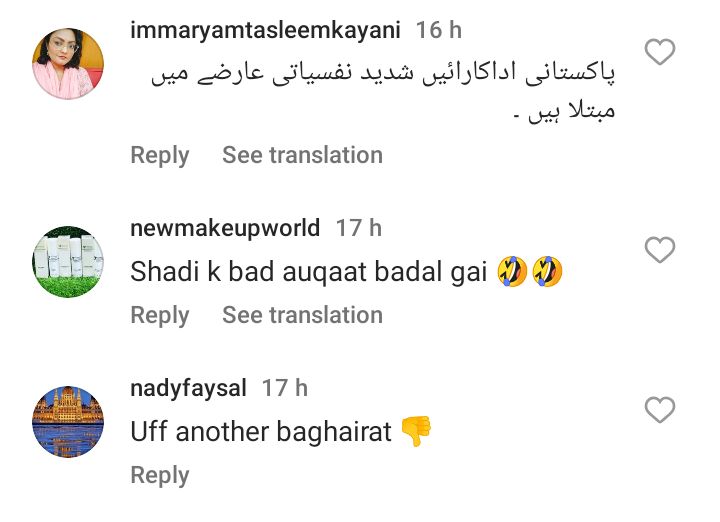 immaryamtasleemkayani 16 h
پاکستانی اداکارائیں شدید نفسیاتی عارضے میں
مبتلا ہیں ۔
Reply See translation
newmakeupworld 17 h
Shadi k bad auqaat badal gai 🤣🤣
Reply See translation
nadyfaysal 17 h
Uff another baghairat 👎
Reply